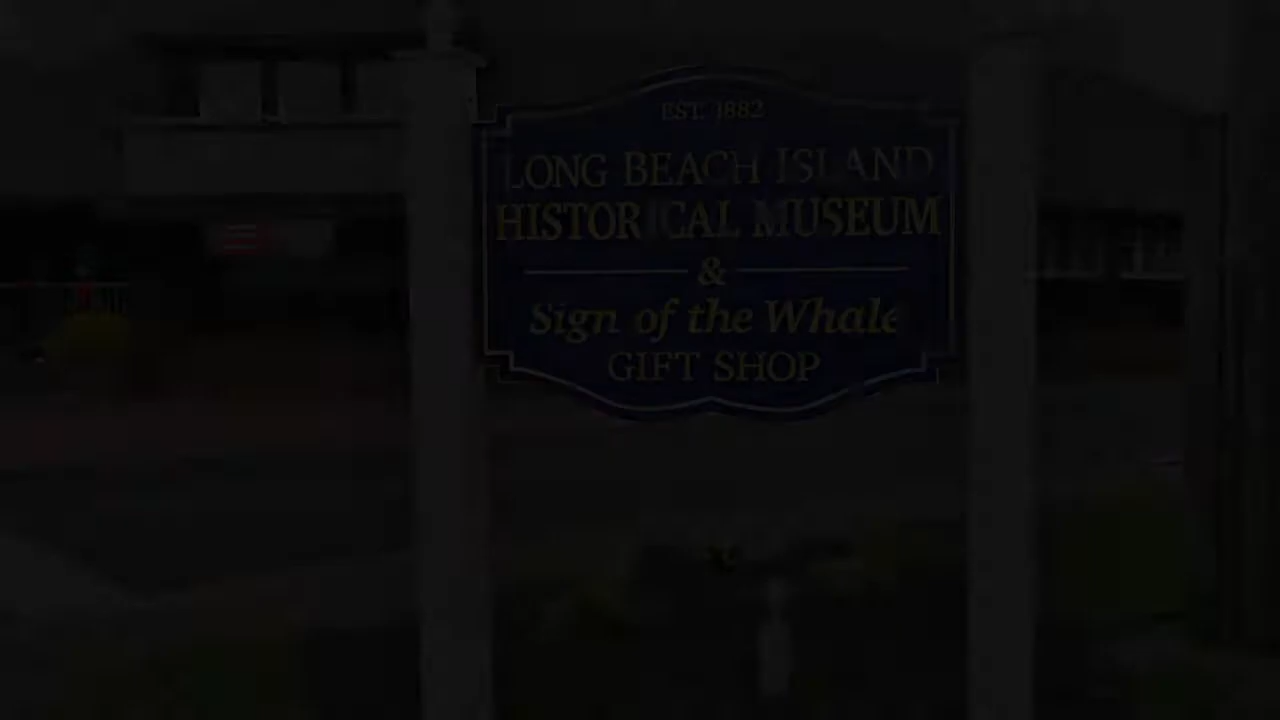 EST. 1882
LONG BEACH ISLAND
HISTORICAL MUSEUM
&
Sign of the Whale
GIFT SHOP